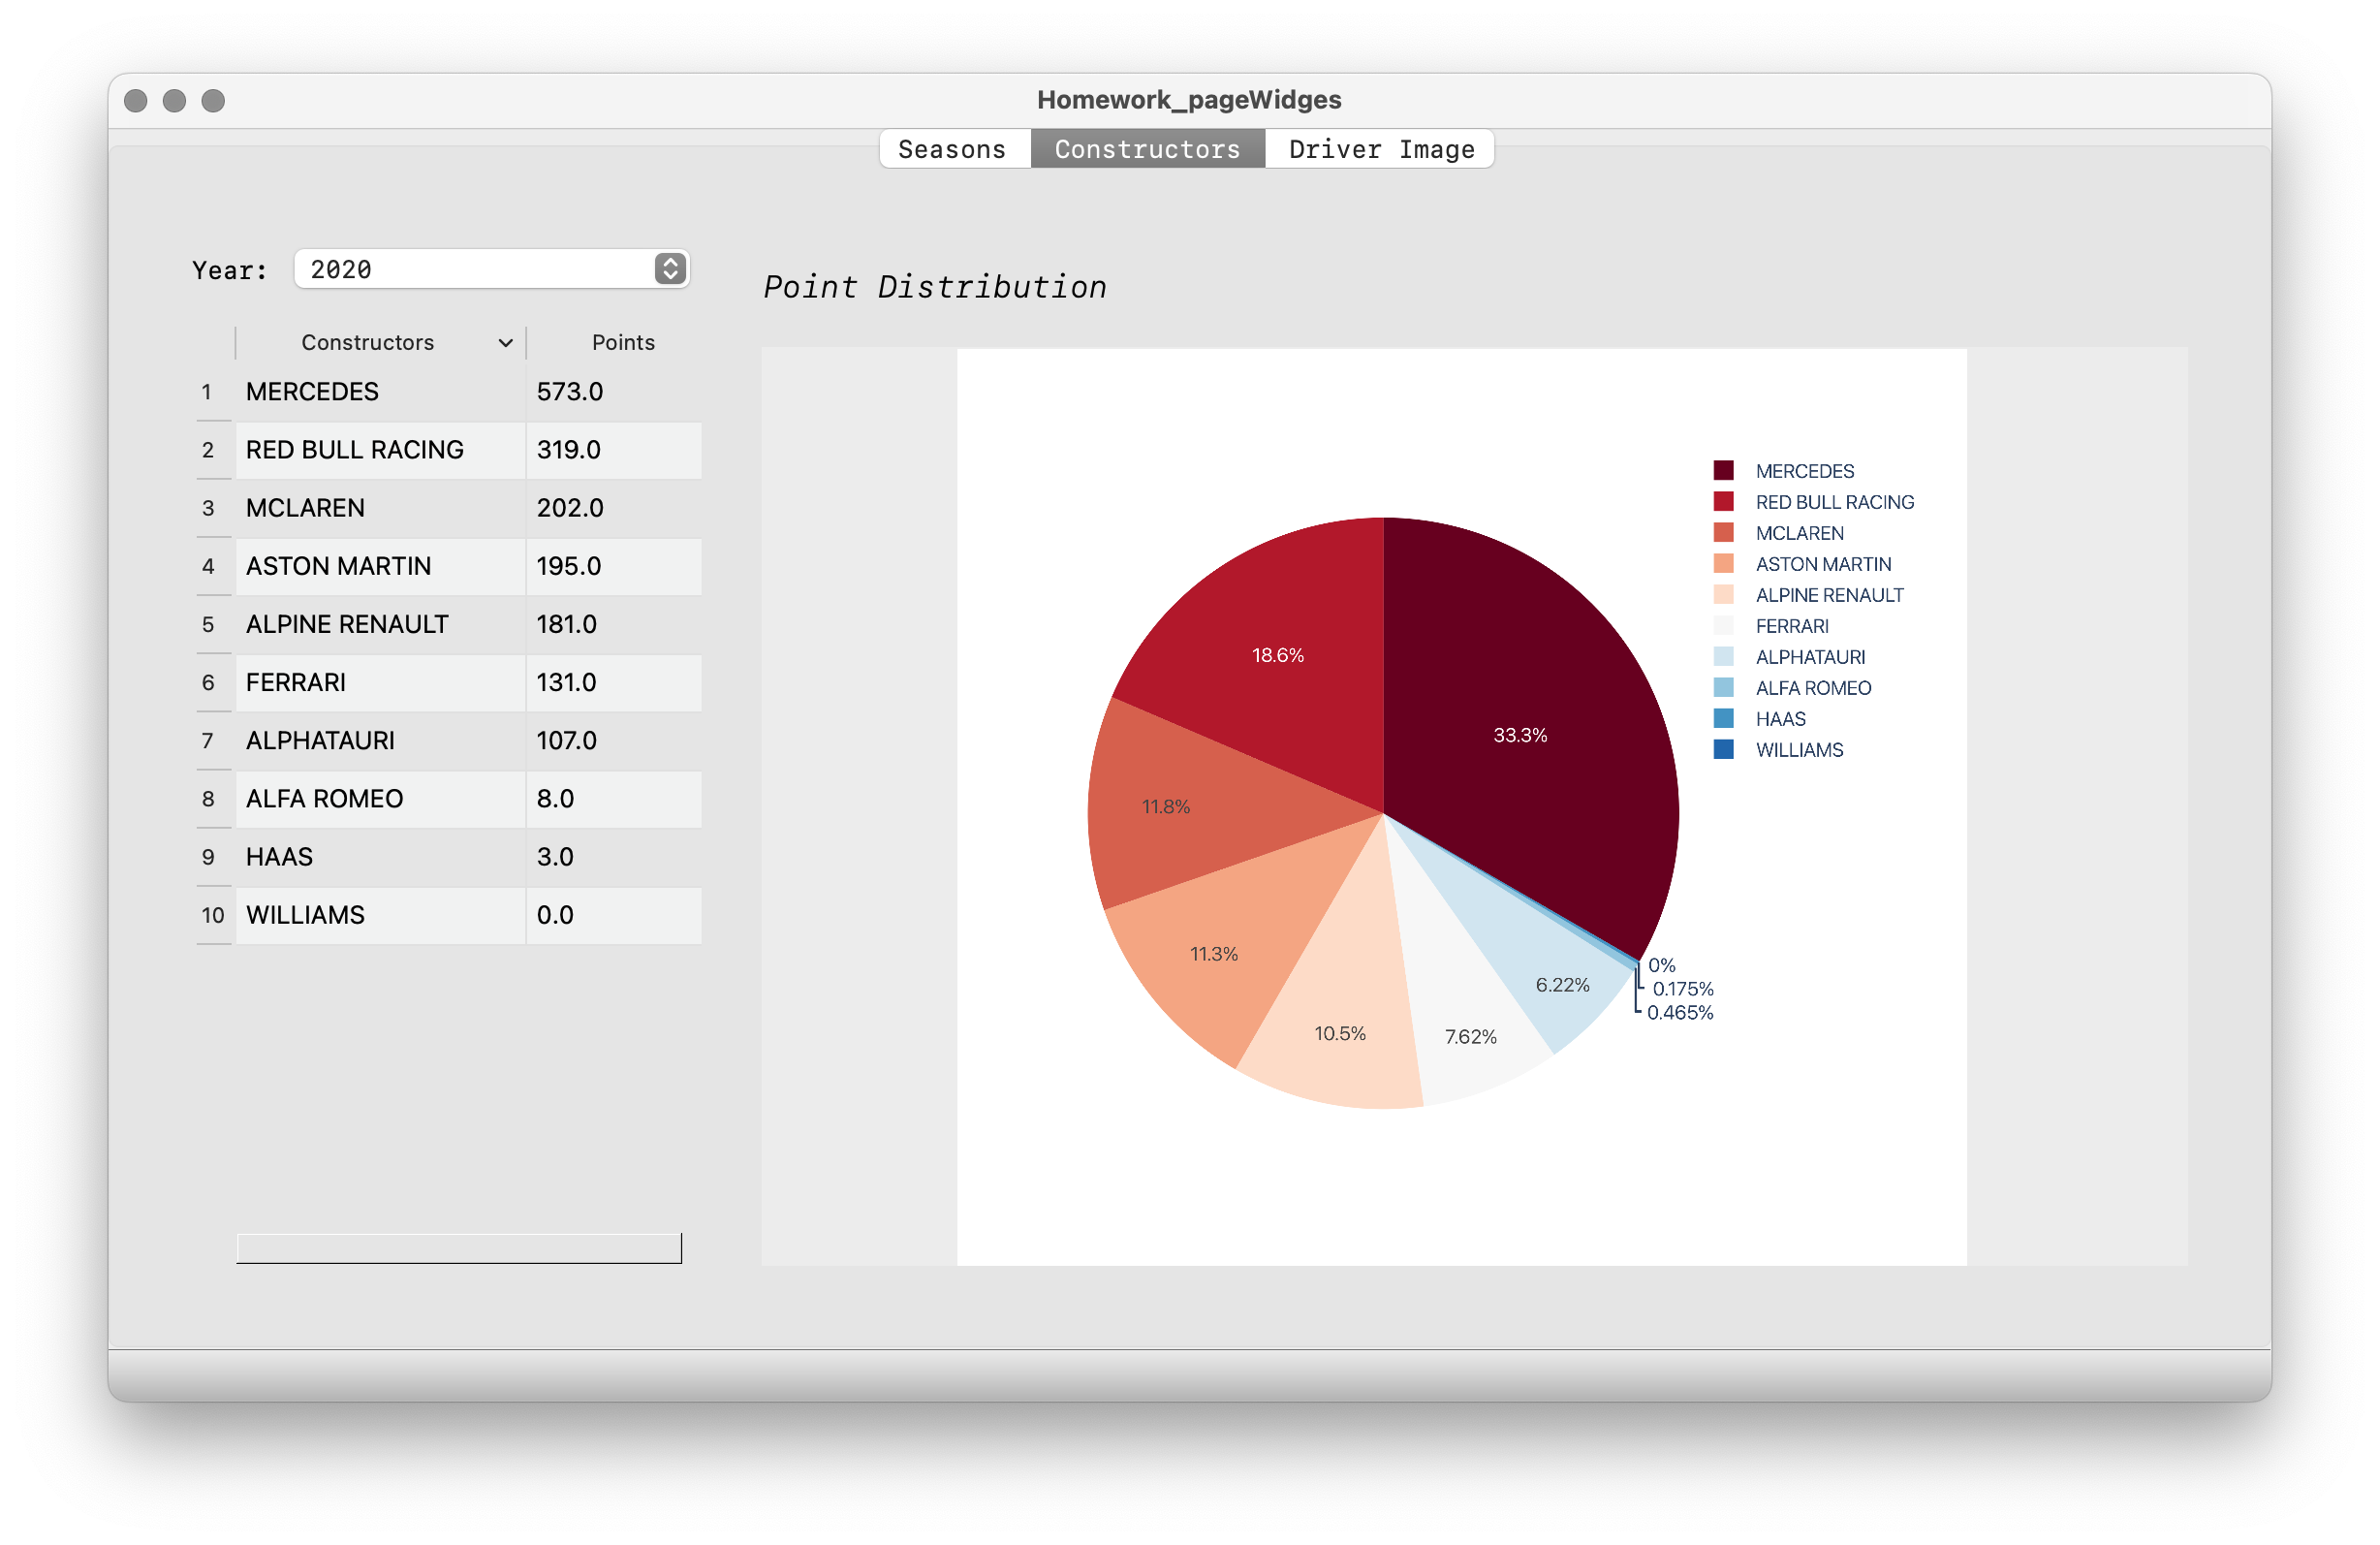 Homework_pageWidges
Seasons Constructors Driver Image
Year: 2020
Constructors Points
1 MERCEDES 573.0
2 RED BULL RACING 319.0
3 MCLAREN 202.0
4 ASTON MARTIN 195.0
5 ALPINE RENAULT 181.0
6 FERRARI 131.0
7 ALPHATAURI 107.0
8 ALFA ROMEO 8.0
9 HAAS 3.0
10 WILLIAMS 0.0
Point Distribution
MERCEDES
RED BULL RACING
MCLAREN
ASTON MARTIN
ALPINE RENAULT
FERRARI
ALPHATAURI
ALFA ROMEO
HAAS
WILLIAMS
18.6%
33.3%
11.8%
11.3%
10.5%
7.62%
6.22%
0%
0.175%
0.465%